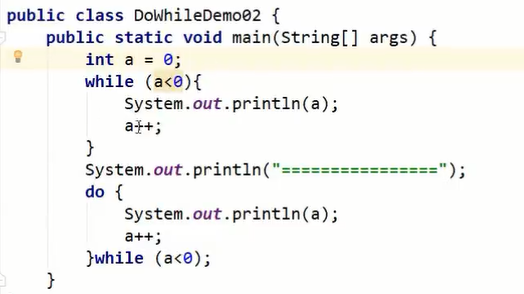 public class DoWhileDemo02 {
    public static void main(String[] args) {
        int a = 0;
        while (a<0){
            System.out.println(a);
            a++;
        }
        System.out.println("================");
        do {
            System.out.println(a);
            a++;
        }while (a<0);
    }